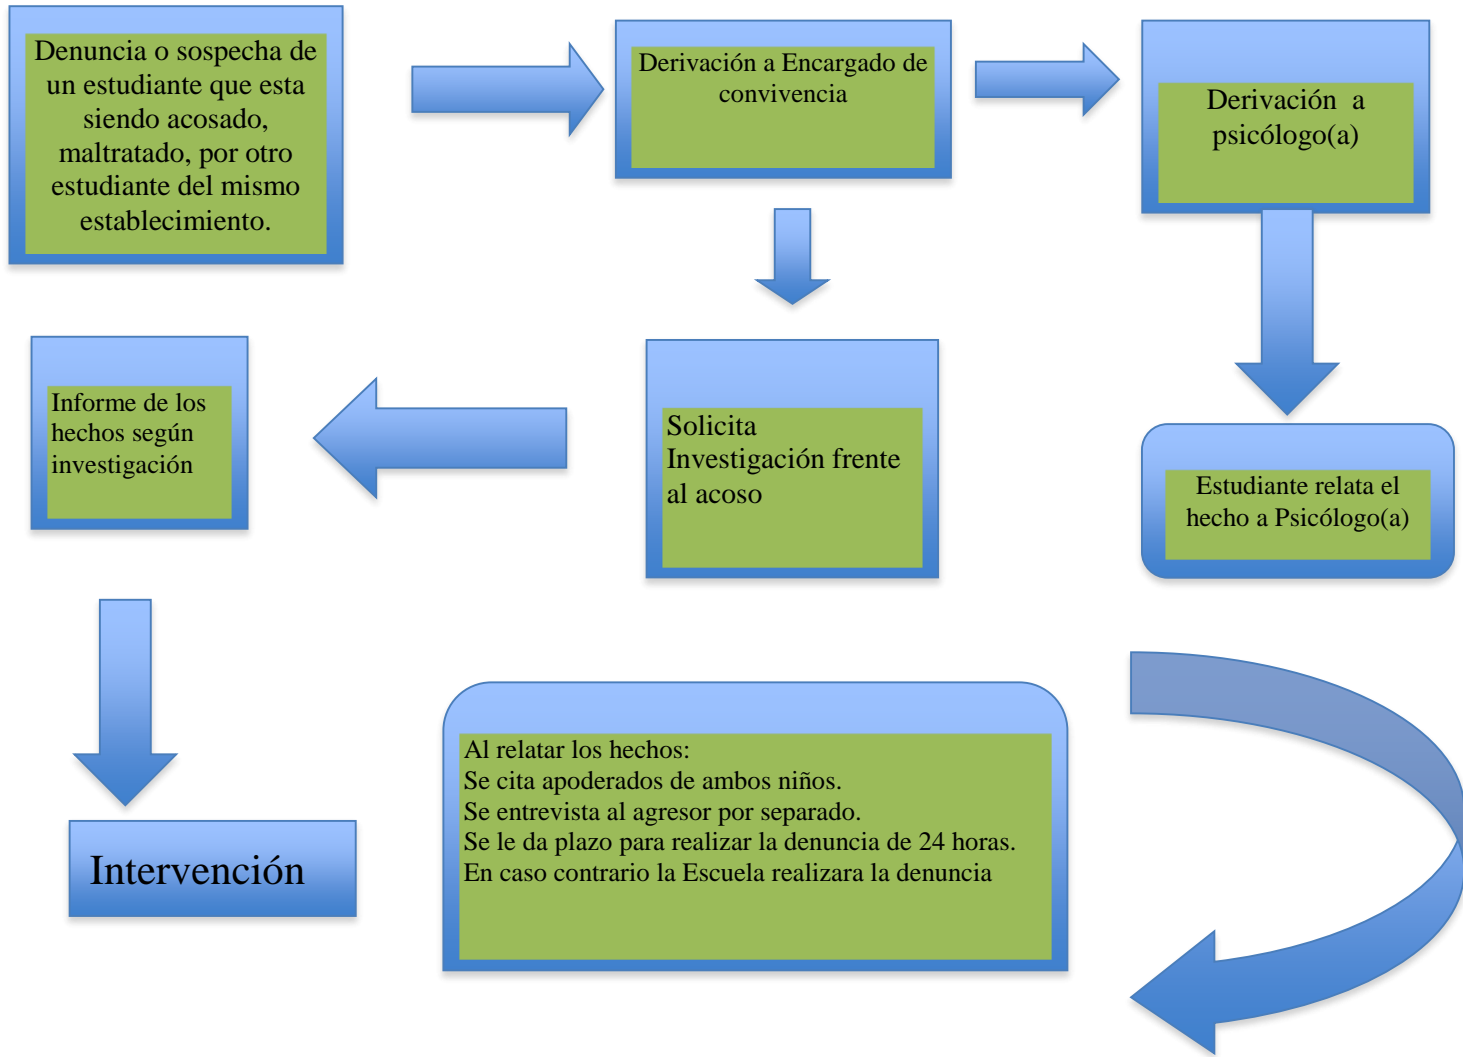 Denuncia o sospecha de
un estudiante que esta
siendo acosado,
maltratado, por otro
estudiante del mismo
establecimiento.
Derivación a Encargado de
convivencia
Derivación a
psicólogo(a)
Informe de los
hechos según
investigación
Solicita
Investigación frente
al acoso
Estudiante relata el
hecho a Psicólogo(a)
Al relatar los hechos:
Se cita apoderados de ambos niños.
Se entrevista al agresor por separado.
Se le da plazo para realizar la denuncia de 24 horas.
En caso contrario la Escuela realizara la denuncia
Intervención